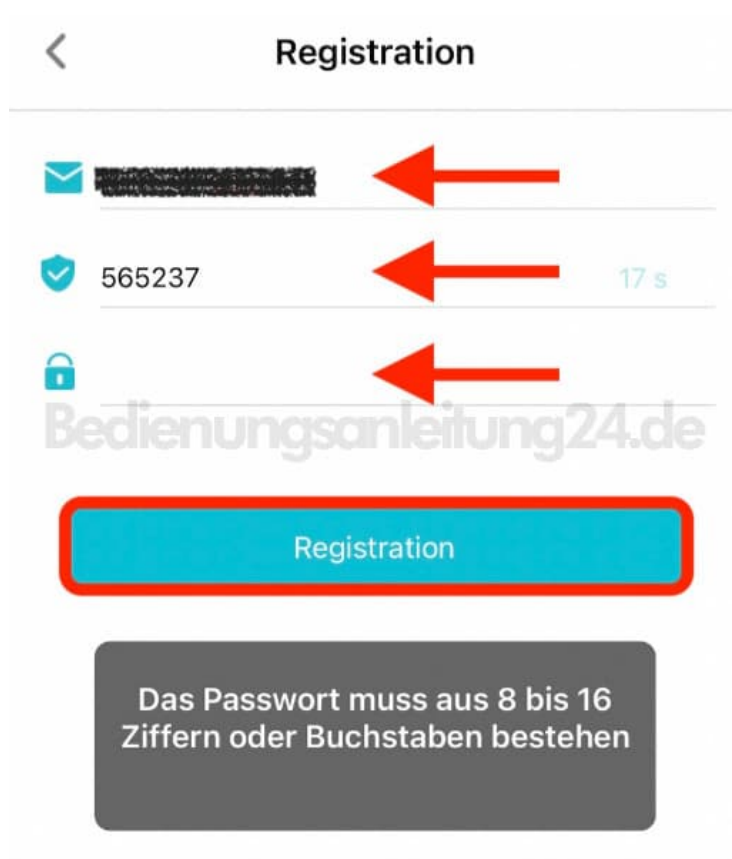 Registration
565237
17 s
Bedienungsanleitung24.de
Registration
Das Passwort muss aus 8 bis 16
Ziffern oder Buchstaben bestehen